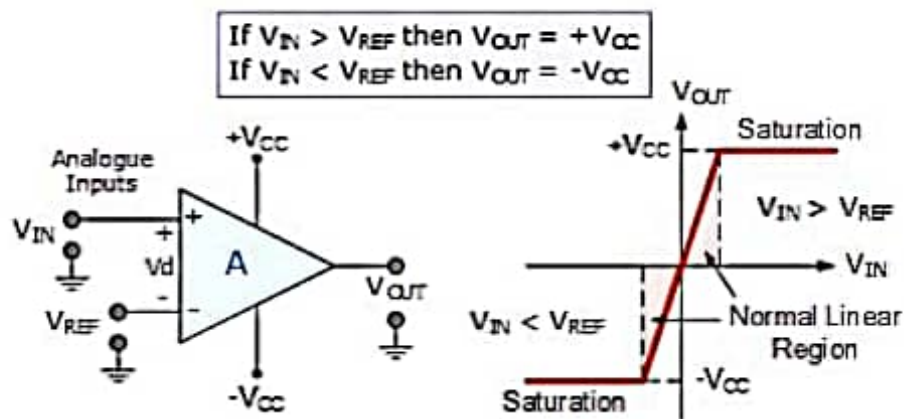 If VIN > VREF then VOUT = +VCC
If VIN < VREF then VOUT = -VCC
+VCC
Analogue
Inputs
VIN
+
+
Vd
A
-
-
VREF
VOUT
-VCC
VOUT
Saturation
+VCC
VIN > VREF
VIN
VIN < VREF
Normal Linear
Region
-VCC
Saturation